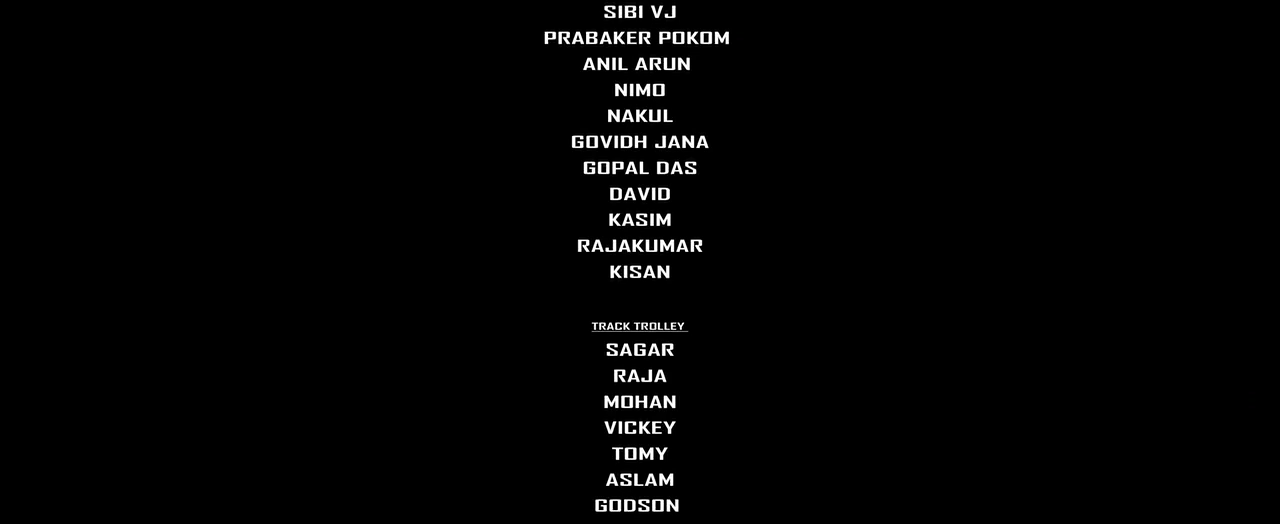 SIBI VJ
PRABAKER POKOM
ANIL ARUN
NIMO
NAKUL
GOVIDH JANA
GOPAL DAS
DAVID
KASIM
RAJAKUMAR
KISAN
TRACK TROLLEY
SAGAR
RAJA
MOHAN
VICKEY
TOMY
ASLAM
GODSON